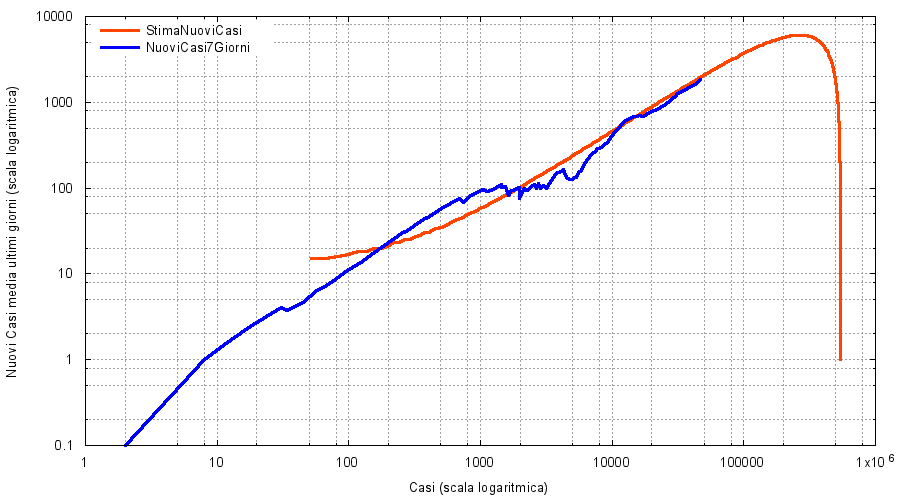 StimaNuoviCasi
NuoviCasi7Giorni
Nuovi Casi media ultimi giorni (scala logaritmica)
10000
1000
100
10
1
0.1
1 10 100 1000 10000 100000 1x10 6
Casi (scala logaritmica)